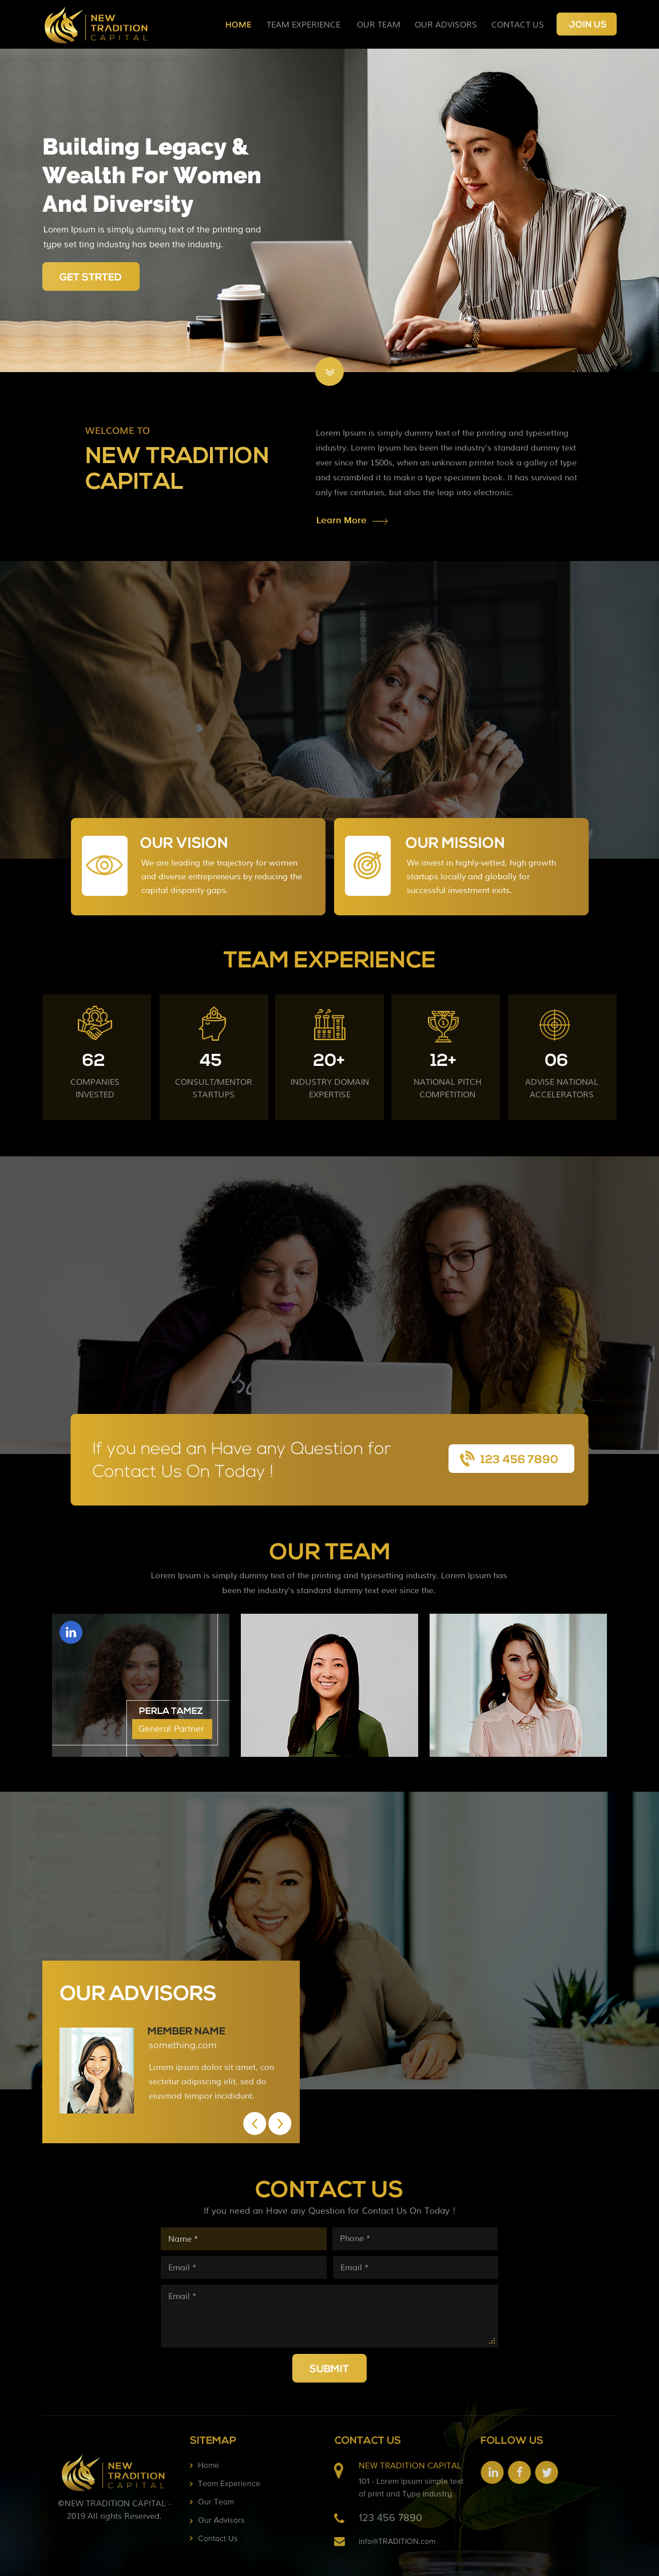 NEW
TRADITION
CAPITAL
HOME
TEAM EXPERIENCE
OUR TEAM
OUR ADVISORS
CONTACT US
JOIN US
Building Legacy &
Wealth For Women
And Diversity
Lorem Ipsum is simply dummy text of the printing and
type set ting industry has been the industry.
GET STRTED
WELCOME TO
NEW TRADITION
CAPITAL
Lorem Ipsum is simply dummy text of the printing and typesetting
industry. Lorem Ipsum has been the industry's standard dummy text
ever since the 1500s, when an unknown printer took a galley of type
and scrambled it to make a type specimen book. It has survived not
only five centuries, but also the leap into electronic.
Learn More
OUR VISION
We are leading the trajectory for women
and diverse entrepreneurs by reducing the
capital disparity gaps.
OUR MISSION
We invest in highly-vetted, high growth
startups locally and globally for
successful investment exits.
TEAM EXPERIENCE
62
COMPANIES
INVESTED
45
CONSULT/MENTOR
STARTUPS
20+
INDUSTRY DOMAIN
EXPERTISE
1
12+
NATIONAL PITCH
COMPETITION
06
ADVISE NATIONAL
ACCELERATORS
If you need an Have any Question for
Contact Us On Today !
123 456 7890
OUR TEAM
Lorem Ipsum is simply dummy text of the printing and typesetting industry. Lorem Ipsum has
been the industry's standard dummy text ever since the.
in
PERLA TAMEZ
General Partner
OUR ADVISORS
MEMBER NAME
something.com
Lorem ipsum dolor sit amet, con
sectetur adipiscing elit, sed do
eiusmod tempor incididunt.
CONTACT US
If you need an Have any Question for Contact Us On Today !
Name *
Phone *
Email *
Email *
Email *
SUBMIT
NEW
TRADITION
CAPITAL
©NEW TRADITION CAPITAL -
2019 All rights Reserved.
SITEMAP
Home
Team Experience
Our Team
Our Advisors
Contact Us
CONTACT US
NEW TRADITION CAPITAL
101 - Lorem ipsum simple text
of print and Type industry.
123 456 7890
info@TRADITION.com
FOLLOW US
in
f